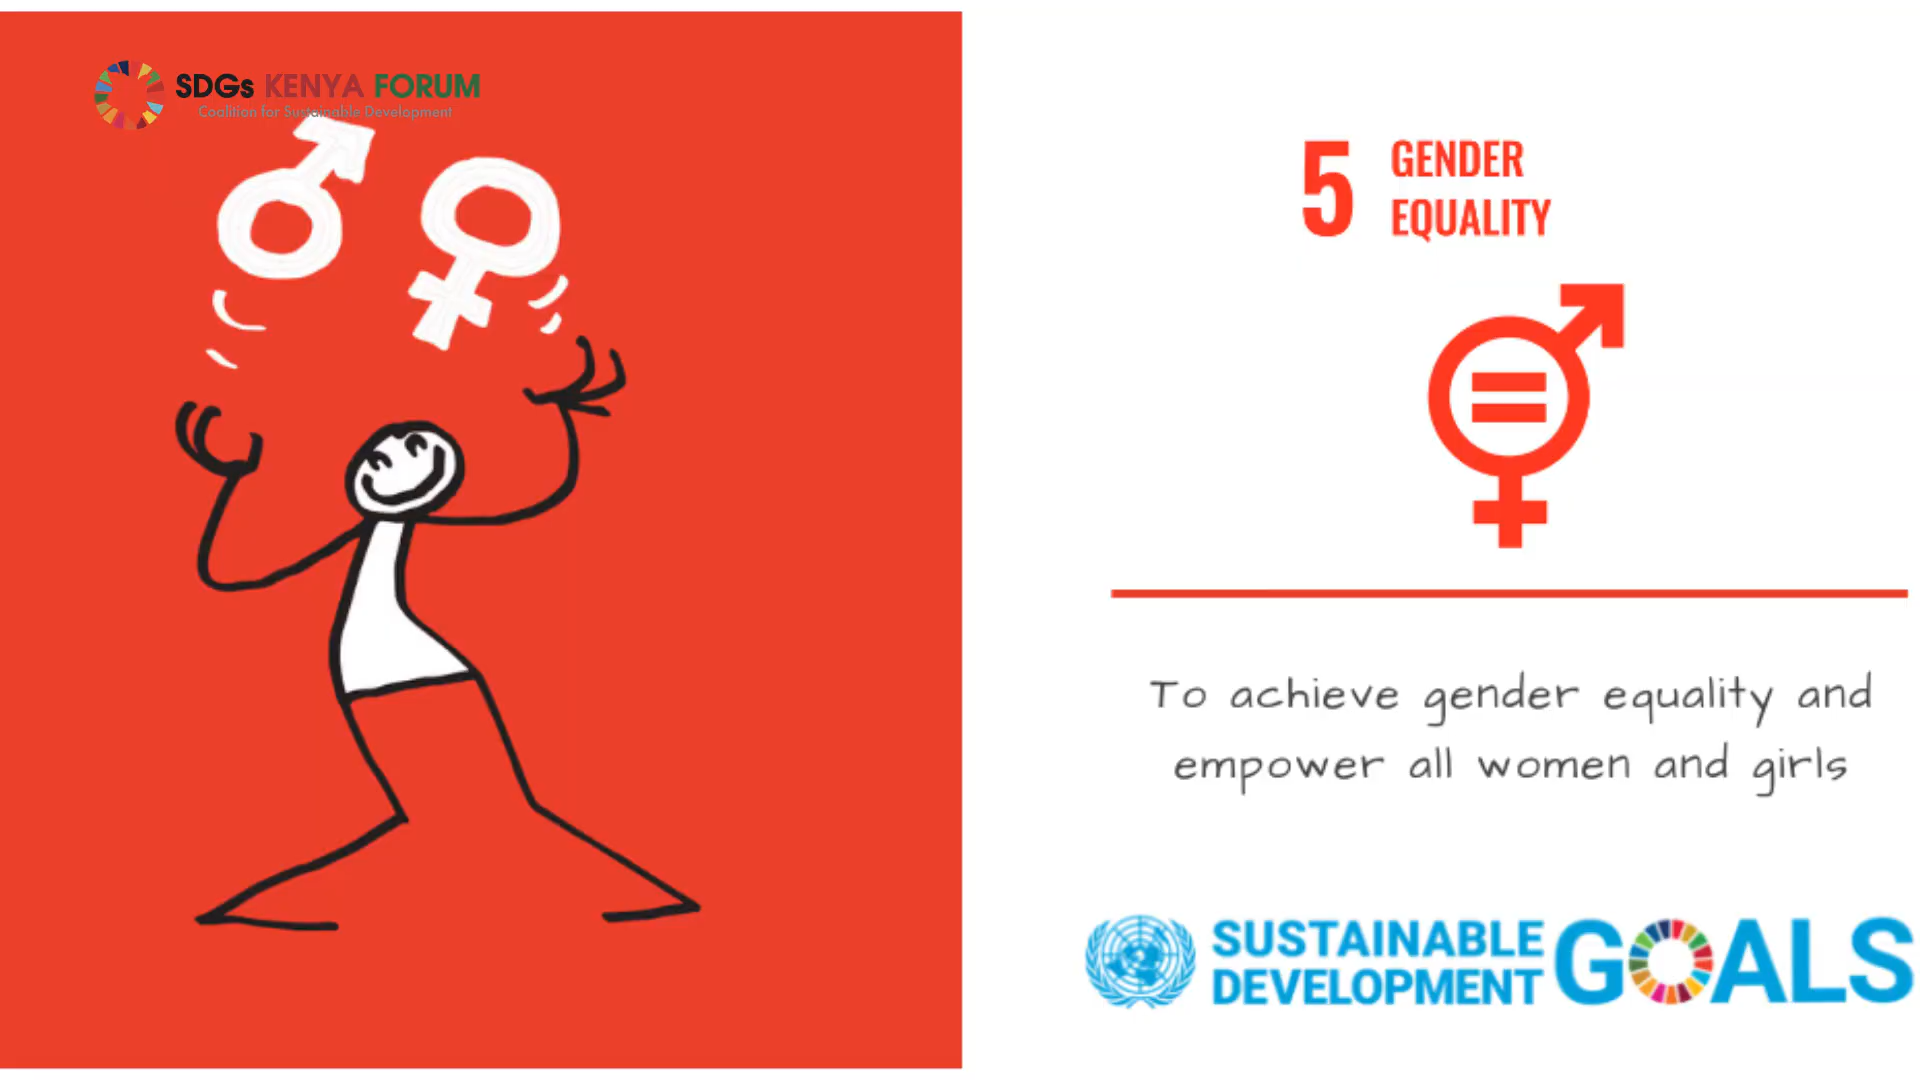 SDGs KENYA FORUM
Coalition for Sustainable Development
5 GENDER
EQUALITY
To achieve gender equality and
empower all women and girls
SUSTAINABLE
DEVELOPMENT
GOALS